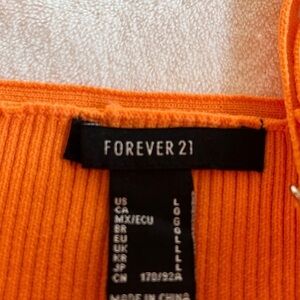 FOREVER 21
US L
CA G
MX/ECU G
BR G
EU L
UK L
KR L
JP L
CN 170/92A
MADE IN CHINA